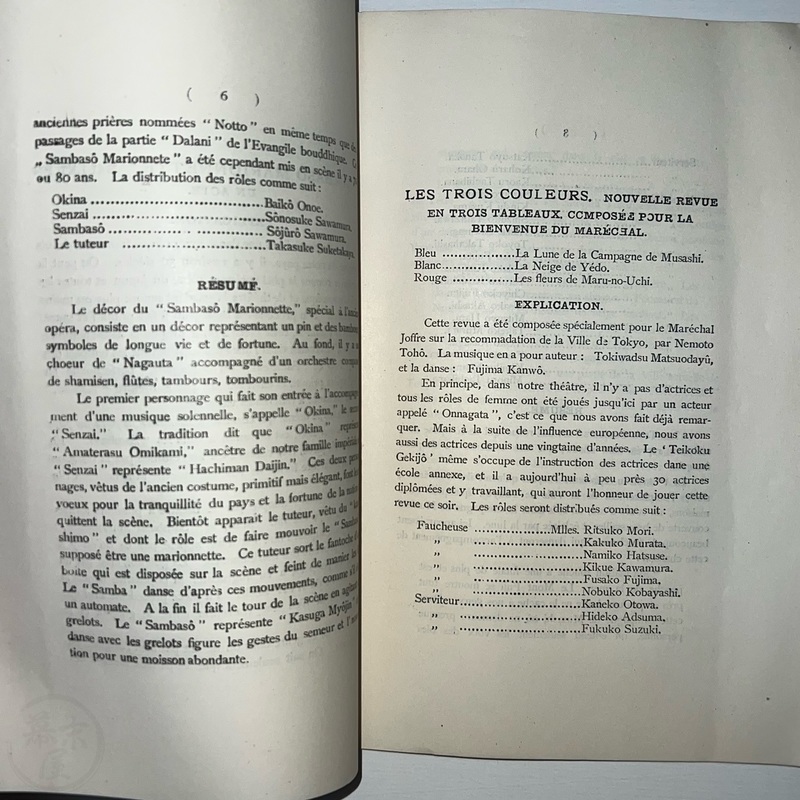 ( 6 )
anciennes prières nommées “ Notto ” en même temps que
passages de la partie “ Dalani ” de l'Evangile bouddhique.
„ Sambasô Marionnete ” a été cependant mis en scène il y a
ou 80 ans. La distribution des rôles comme suit :
Okina ........................................Baikô Onoe.
Senzai ........................................Sônosuke Sawamura.
Sambasô ........................................Sôjûrô Sawamura.
Le tuteur ........................................Takasuke Suketakaya.
RÉSUMÉ.
Le décor du “ Sambasô Marionnette,” spécial à
opéra, consiste en un décor représentant un pin et des
symboles de longue vie et de fortune. Au fond, il y a
choeur de “ Nagauta ” accompagné d'un orchestre
de shamisen, flûtes, tambours, tombourins.
Le premier personnage qui fait son entrée à
ment d'une musique solennelle, s'appelle “ Okina,” le
“ Senzai.” La tradition dit que “ Okina ”
“ Amaterasu Omikami,” ancètre de notre famille
“ Senzai ” représente “ Hachiman Daijin.” Ces deux
nages, vêtus de l'ancien costume, primitif mais élégant, font
voeux pour la tranquillité du pays et la fortune de la
quittent la scène. Bientôt apparait le tuteur, vêtu du
shimo ” et dont le rôle est de faire mouvoir le
supposé être une marionnette. Ce tuteur sort le fantoche
boite qui est disposée sur la scène et feint de manier
Le “ Samba ” danse d'après ces mouvements, comme
un automate. A la fin il fait le tour de la scène en
grelots. Le “ Sambasô ” représente “ Kasuga Myôjin ”
danse avec les grelots figure les gestes du semeur et
tion pour une moisson abondante.
( 8 )
LES TROIS COULEURS. NOUVELLE REVUE
EN TROIS TABLEAUX, COMPOSÉE POUR LA
BIENVENUE DU MARÉCHAL.
Bleu ..................La Lune de la Campagne de Musashi.
Blanc..................La Neige de Yédo.
Rouge ..................Les fleurs de Maru-no-Uchi.
EXPLICATION.
Cette revue a été composée spécialement pour le Maréchal
Joffre sur la recommadation de la Ville de Tokyo, par Nemoto
Tohô. La musique en a pour auteur : Tokiwadsu Matsuodayû,
et la danse : Fujima Kanwô.
En principe, dans notre théâtre, il n'y a pas d'actrices et
tous les rôles de femme ont été joués jusqu'ici par un acteur
appelé “ Onnagata ”, c'est ce que nous avons fait déjà remar-
quer. Mais à la suite de l'influence européenne, nous avons
aussi des actrices depuis une vingtaine d'années. Le ‘ Teikoku
Gekijô ’ même s'occupe de l'instruction des actrices dane une
école annexe, et il a aujourd'hui à peu près 30 actrices
diplômées et y travaillant, qui auront l'honneur de jouer cette
revue ce soir. Les rôles seront distribués comme suit :
Faucheuse ..................Mlles. Ritsuko Mori.
„ ..................Kakuko Murata.
„ ..................Namiko Hatsuse.
„ ..................Kikue Kawamura.
„ ..................Fusako Fujima.
„ ..................Nobuko Kobayashi.
Serviteur..................Kaneko Otowa.
„ ..................Hideko Adsuma.
„ ..................Fukuko Suzuki.